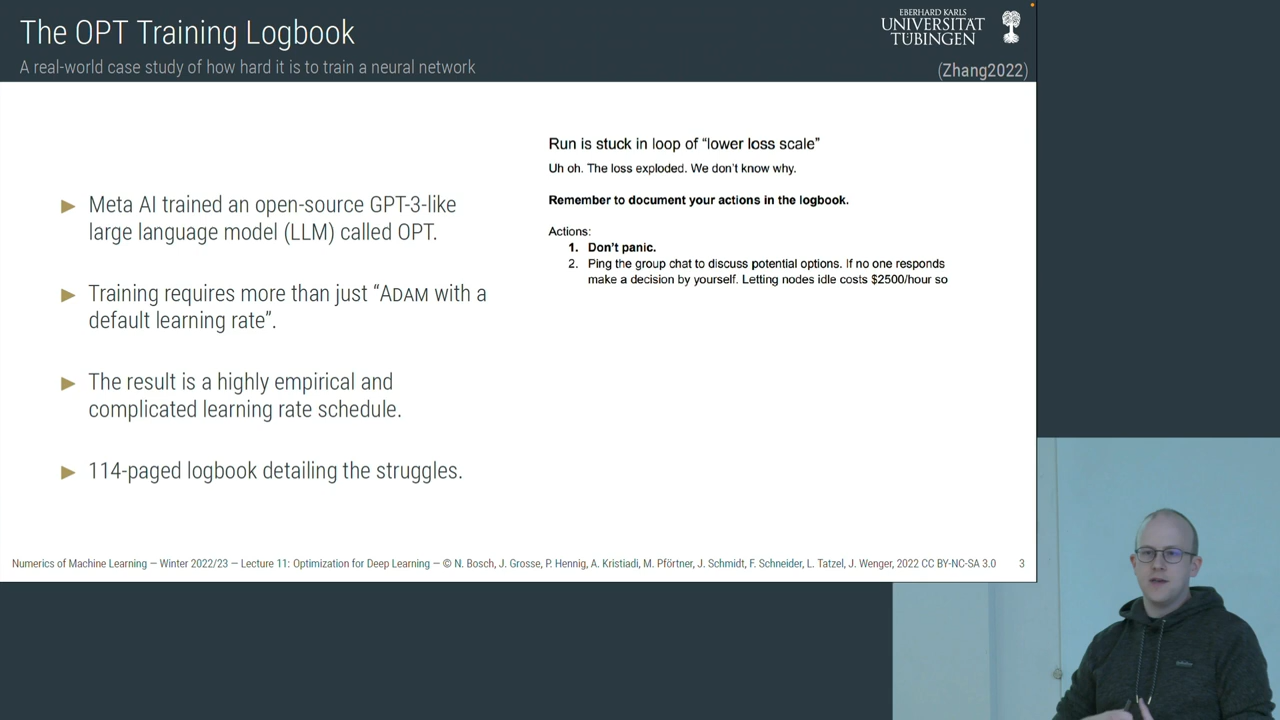 The OPT Training Logbook
A real-world case study of how hard it is to train a neural network
EBERHARD KARLS
UNIVERSITÄT
TÜBINGEN
(Zhang2022)
► Meta AI trained an open-source GPT-3-like
large language model (LLM) called OPT.
► Training requires more than just “ADAM with a
default learning rate”.
► The result is a highly empirical and
complicated learning rate schedule.
► 114-paged logbook detailing the struggles.
Run is stuck in loop of “lower loss scale”
Uh oh. The loss exploded. We don’t know why.
Remember to document your actions in the logbook.
Actions:
1. Don’t panic.
2. Ping the group chat to discuss potential options. If no one responds
make a decision by yourself. Letting nodes idle costs $2500/hour so
Numerics of Machine Learning — Winter 2022/23 — Lecture 11: Optimization for Deep Learning — © N. Bosch, J. Grosse, P. Hennig, A. Kristiadi, M. Pförtner, J. Schmidt, F. Schneider, L. Tatzel, J. Wenger, 2022 CC BY-NC-SA 3.0 3